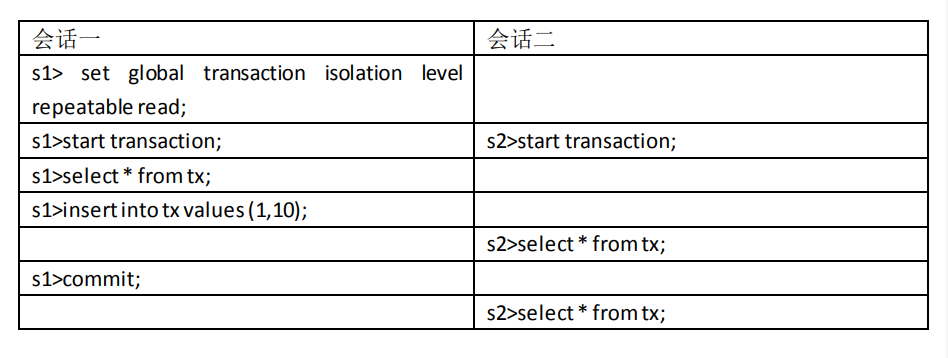 会话一 会话二
s1> set global transaction isolation level
repeatable read;
s1>start transaction; s2>start transaction;
s1>select * from tx;
s1>insert into tx values (1,10);
s2>select * from tx;
s1>commit;
s2>select * from tx;